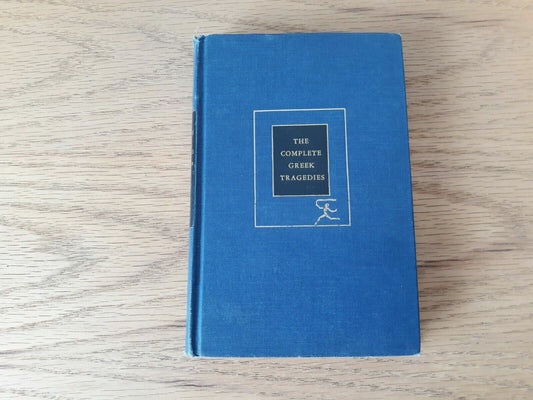 THE
COMPLETE
GREEK
TRAGEDIES